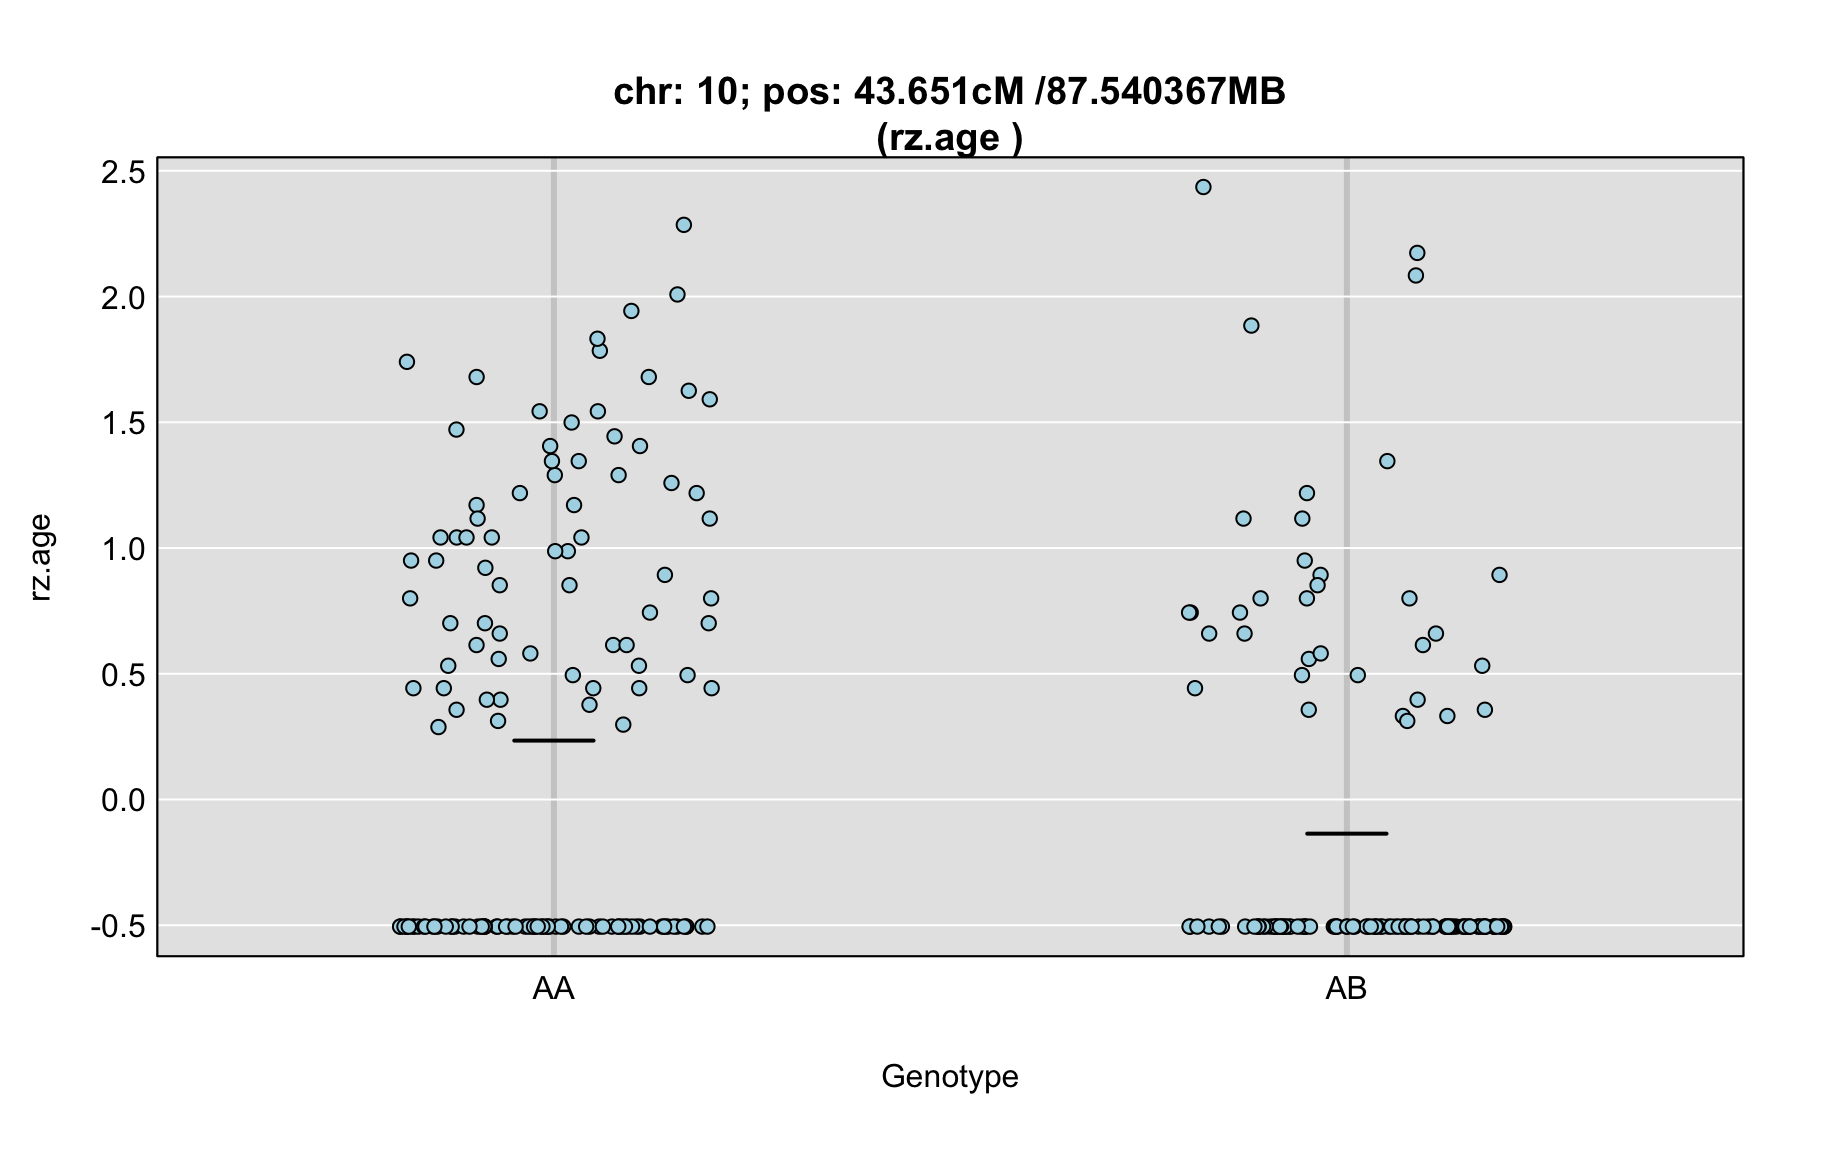 chr: 10; pos: 43.651cM /87.540367MB
(rz.age )
2.5
2.0
1.5
1.0
0.5
0.0
-0.5
rz.age
AA
AB
Genotype